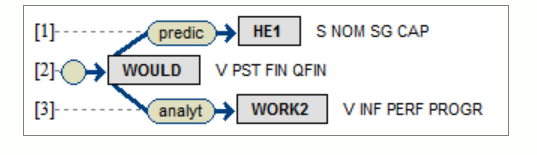 [1] predic HE1 S NOM SG CAP
[2] WOULD V PST FIN QFIN
[3] analyt WORK2 V INF PERF PROGR